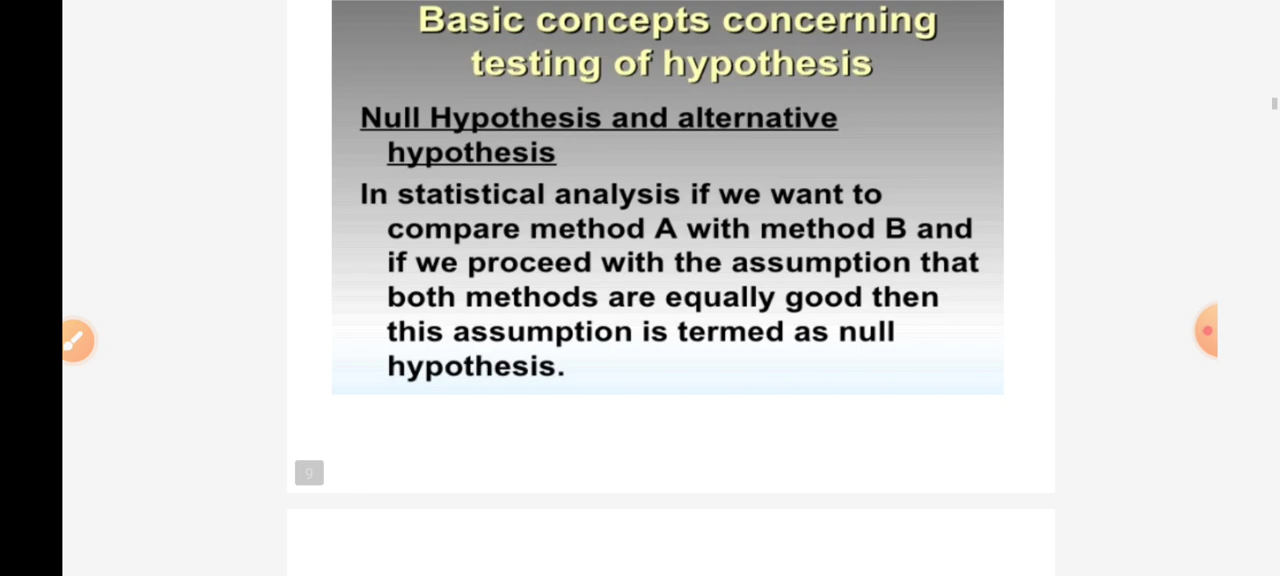 Basic concepts concerning
testing of hypothesis
Null Hypothesis and alternative
hypothesis
In statistical analysis if we want to
compare method A with method B and
if we proceed with the assumption that
both methods are equally good then
this assumption is termed as null
hypothesis.
9